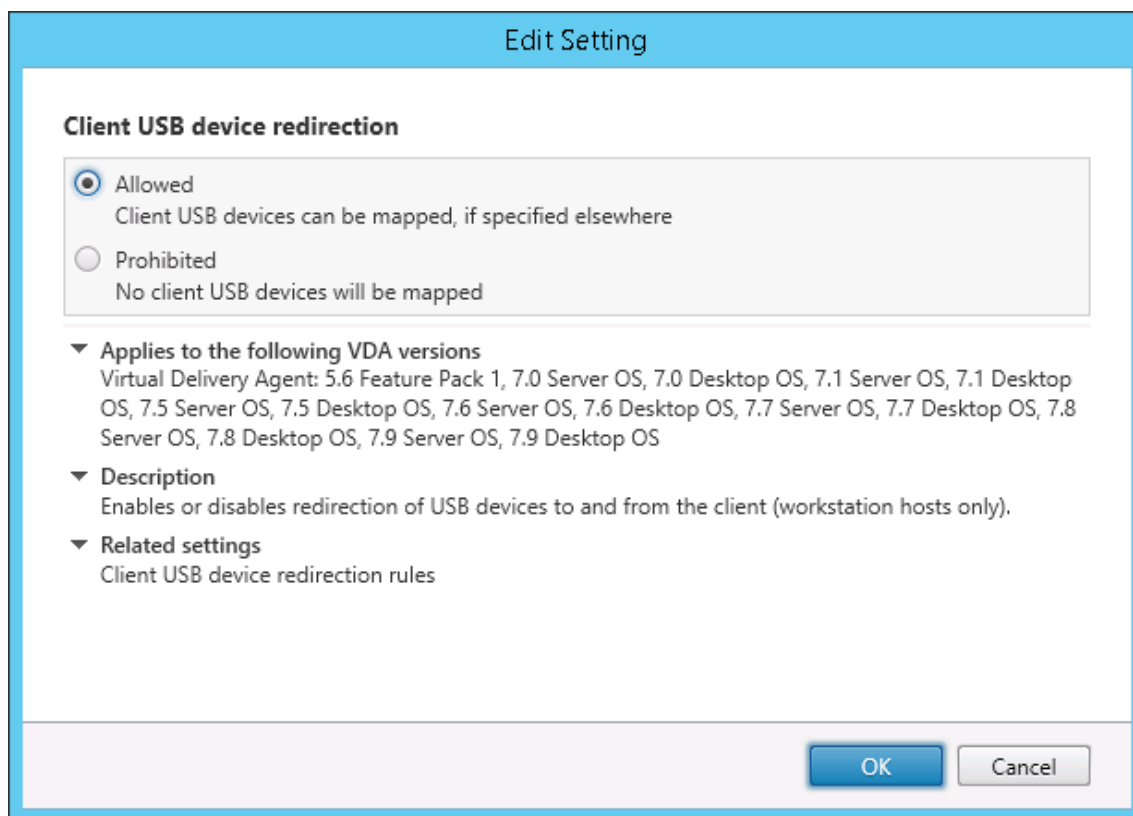 Edit Setting
Client USB device redirection
Allowed
Client USB devices can be mapped, if specified elsewhere
Prohibited
No client USB devices will be mapped
Applies to the following VDA versions
Virtual Delivery Agent: 5.6 Feature Pack 1, 7.0 Server OS, 7.0 Desktop OS, 7.1 Server OS, 7.1 Desktop
OS, 7.5 Server OS, 7.5 Desktop OS, 7.6 Server OS, 7.6 Desktop OS, 7.7 Server OS, 7.7 Desktop OS, 7.8
Server OS, 7.8 Desktop OS, 7.9 Server OS, 7.9 Desktop OS
Description
Enables or disables redirection of USB devices to and from the client (workstation hosts only).
Related settings
Client USB device redirection rules
OK
Cancel